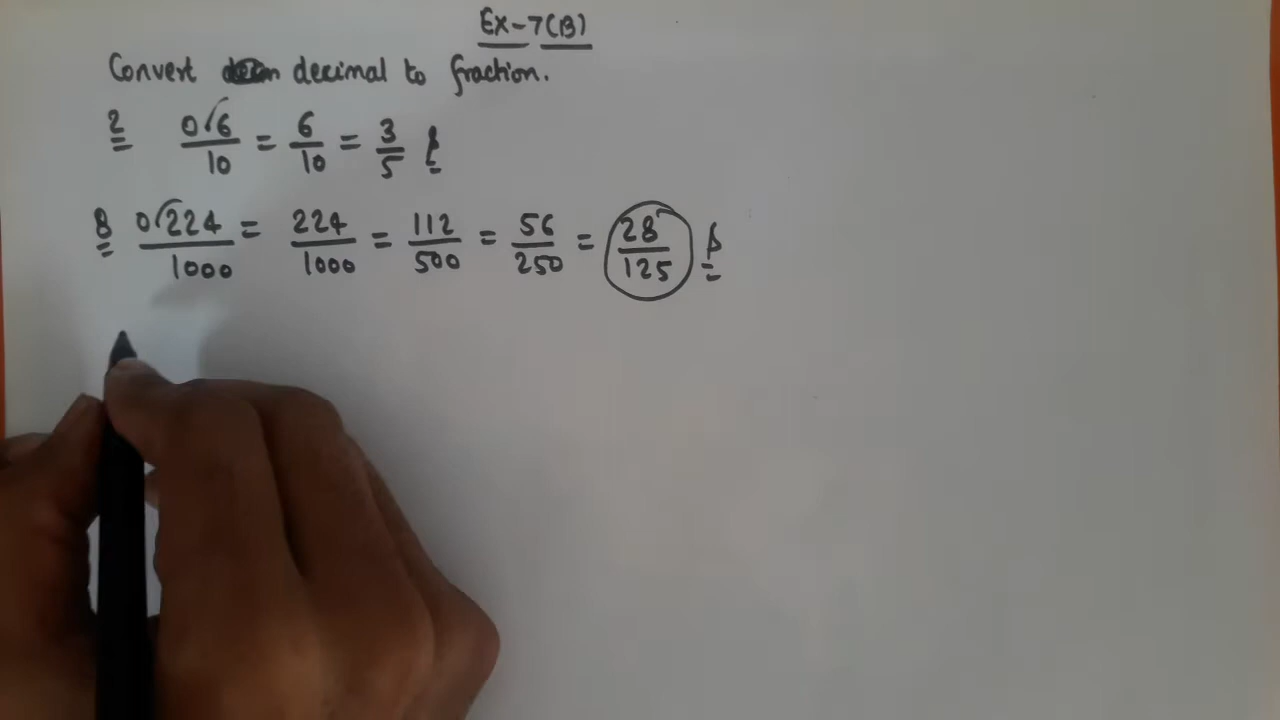 Ex-7(B)
Convert decimal to fraction.
2 0.6/10 = 6/10 = 3/5
8 0.224/1000 = 224/1000 = 112/500 = 56/250 = 28/125